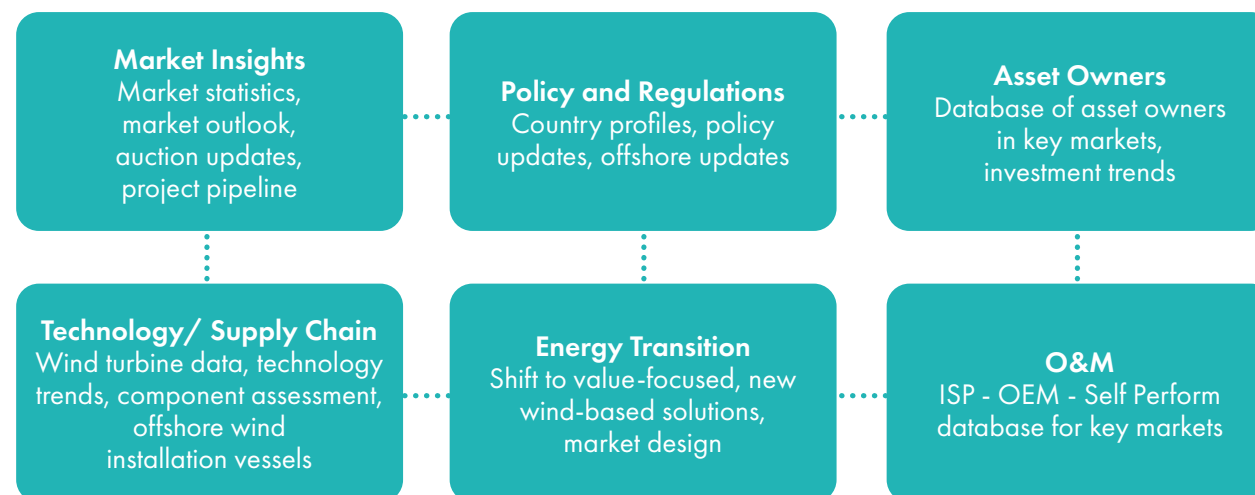 Market Insights
Market statistics,
market outlook,
auction updates,
project pipeline
Policy and Regulations
Country profiles, policy
updates, offshore updates
Asset Owners
Database of asset owners
in key markets,
investment trends
Technology/ Supply Chain
Wind turbine data, technology
trends, component assessment,
offshore wind
installation vessels
Energy Transition
Shift to value-focused, new
wind-based solutions,
market design
O&M
ISP - OEM - Self Perform
database for key markets